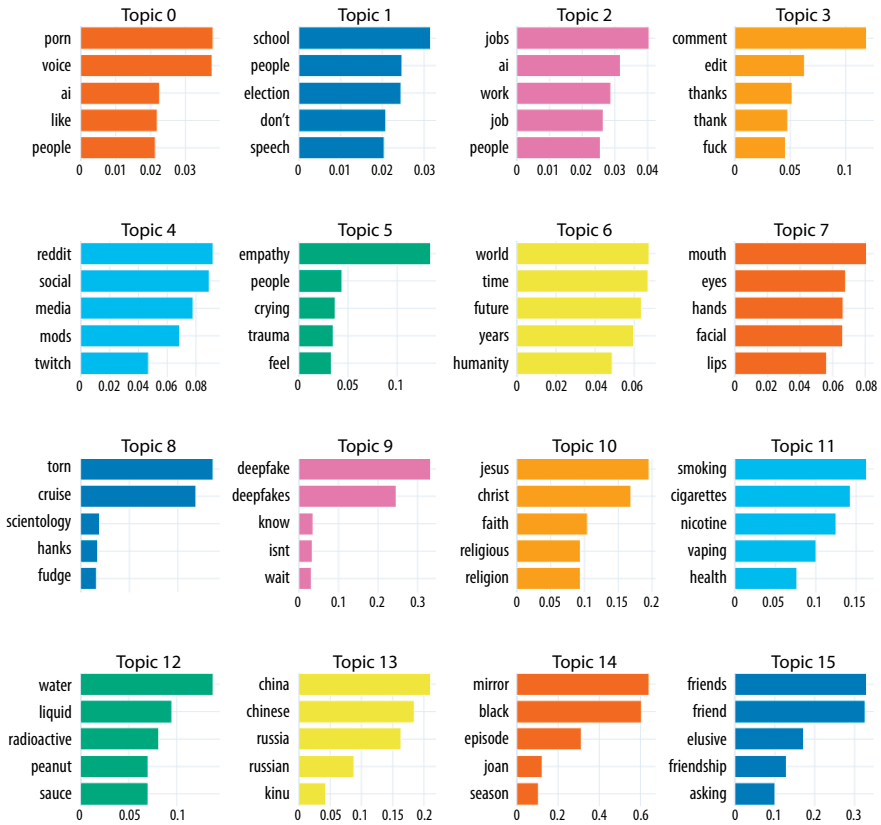 Topic 0
porn
voice
ai
like
people
0 0.01 0.02 0.03
Topic 1
school
people
election
don't
speech
0 0.01 0.02 0.03
Topic 2
jobs
ai
work
job
people
0 0.01 0.02 0.03 0.04
Topic 3
comment
edit
thanks
thank
fuck
0 0.05 0.1
Topic 4
reddit
social
media
mods
twitch
0 0.02 0.04 0.06 0.08
Topic 5
empathy
people
crying
trauma
feel
0 0.05 0.1
Topic 6
world
time
future
years
humanity
0 0.02 0.04 0.06
Topic 7
mouth
eyes
hands
facial
lips
0 0.02 0.04 0.06 0.08
Topic 8
torn
cruise
scientology
hanks
fudge
Topic 9
deepfake
deepfakes
know
isnt
wait
0 0.1 0.2 0.3
Topic 10
jesus
christ
faith
religious
religion
0 0.05 0.1 0.15 0.2
Topic 11
smoking
cigarettes
nicotine
vaping
health
0 0.05 0.1 0.15
Topic 12
water
liquid
radioactive
peanut
sauce
0 0.05 0.1
Topic 13
china
chinese
russia
russian
kinu
0 0.05 0.1 0.15 0.2
Topic 14
mirror
black
episode
joan
season
0 0.2 0.4 0.6
Topic 15
friends
friend
elusive
friendship
asking
0 0.1 0.2 0.3